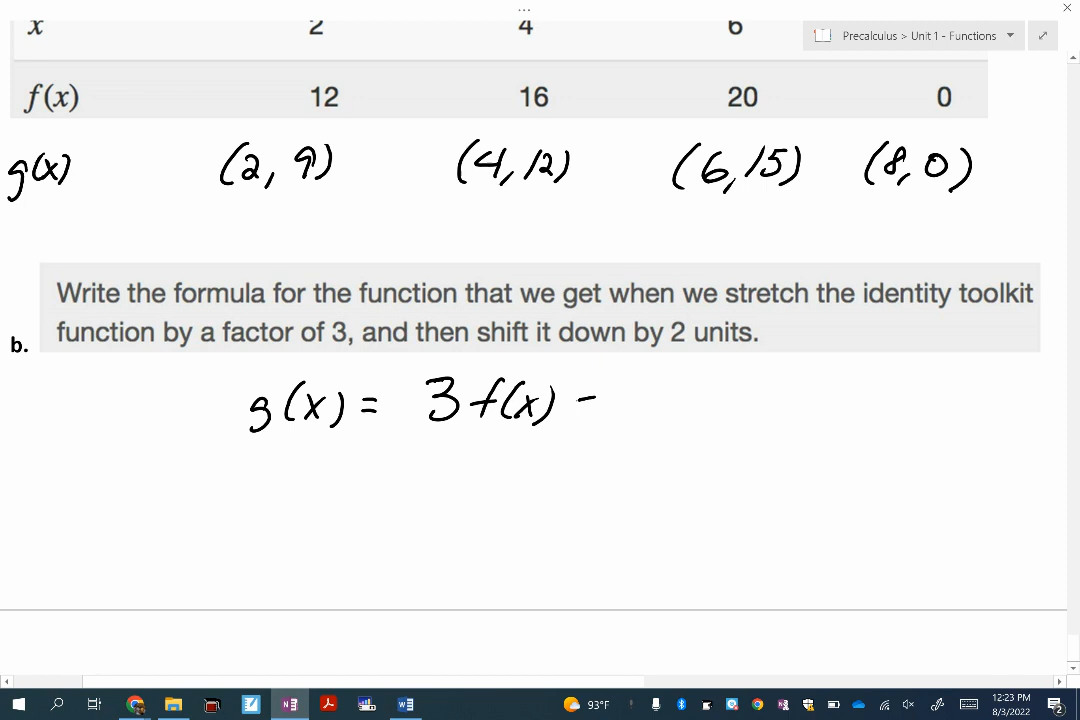 ...
x 2 4 6
Precalculus > Unit 1 - Functions
f(x) 12 16 20 0
g(x) (2, 9) (4, 12) (6, 15) (8, 0)
Write the formula for the function that we get when we stretch the identity toolkit
function by a factor of 3, and then shift it down by 2 units.
b.
g(x) = 3 f(x) -
93°F
12:23 PM
8/3/2022
2